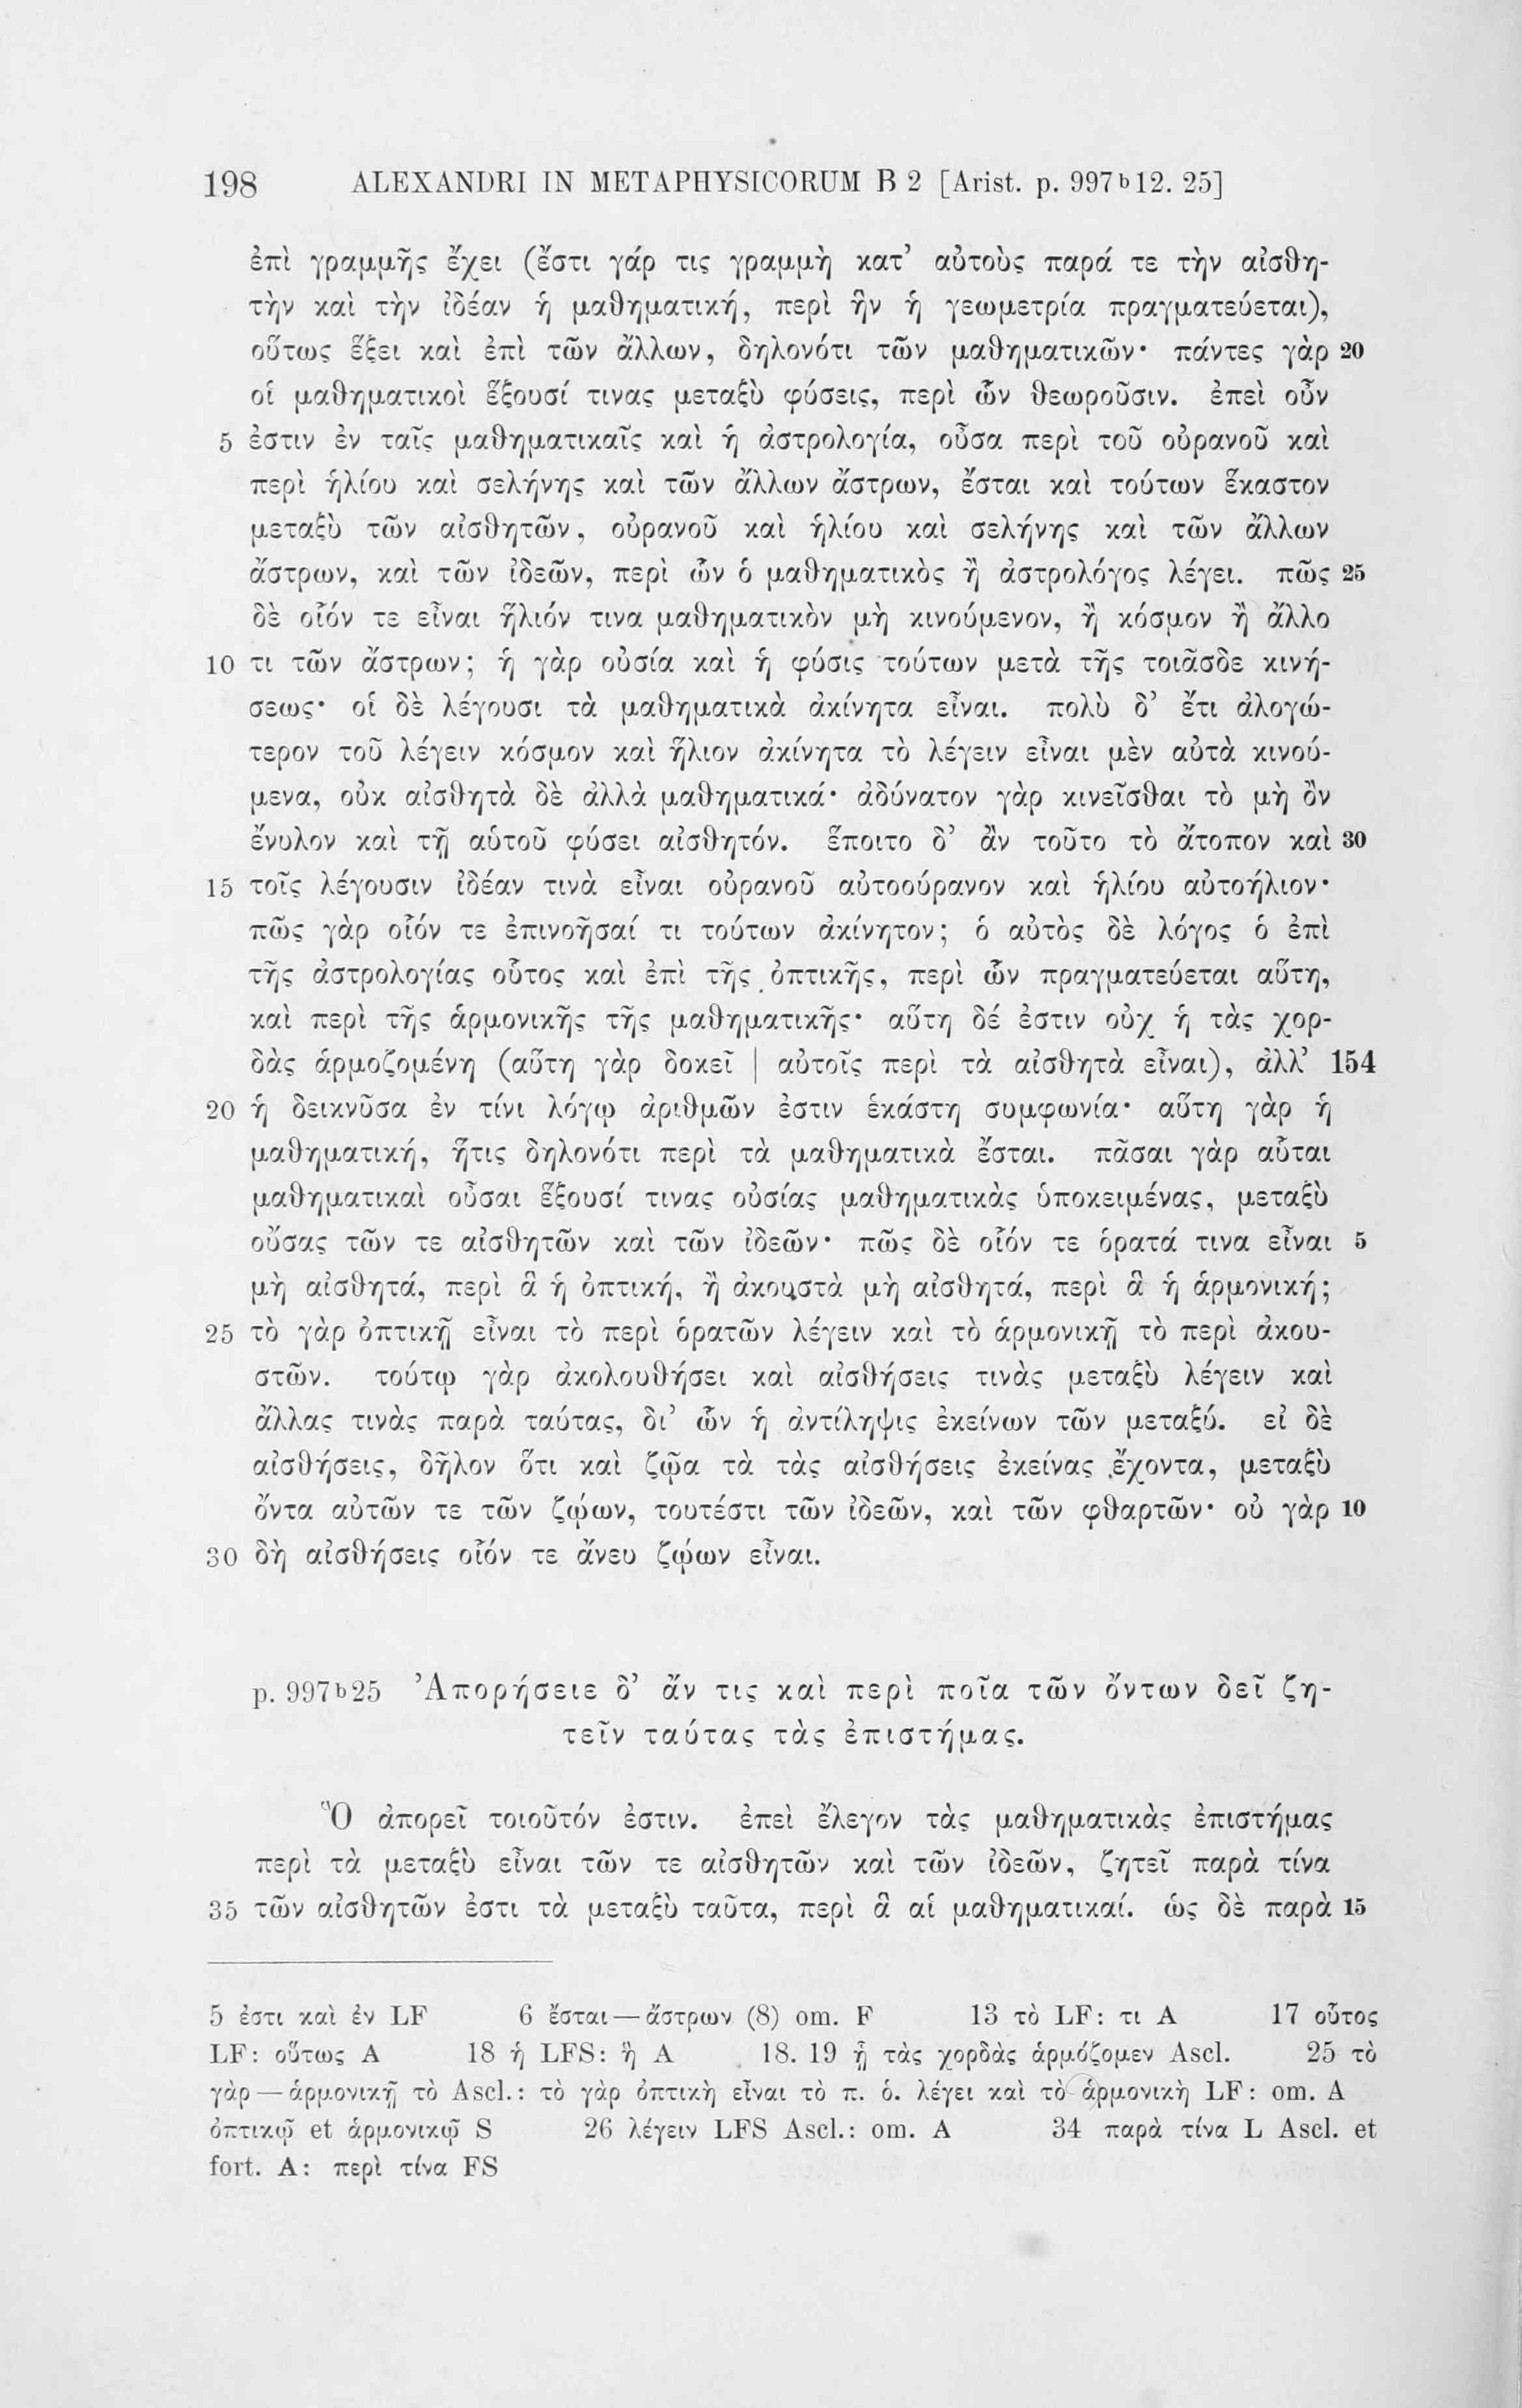 198 ALEXANDRI IN METAPHYSICORUM B 2 [Arist. p. 997b12. 25]
ἐπὶ γραμμῆς ἔχει (ἔστι γάρ τις γραμμὴ κατ’ αὐτοὺς παρά τε τὴν αἰσθη-
τὴν καὶ τὴν ἰδέαν ἡ μαθηματική, περὶ ἣν ἡ γεωμετρία πραγματεύεται),
οὕτως ἕξει καὶ ἐπὶ τῶν ἄλλων, δηλονότι τῶν μαθηματικῶν· πάντες γὰρ 20
οἱ μαθηματικοὶ ἕξουσί τινας μεταξὺ φύσεις, περὶ ὧν θεωροῦσιν. ἐπεὶ οὖν
5 ἐστιν ἐν ταῖς μαθηματικαῖς καὶ ἡ ἀστρολογία, οὖσα περὶ τοῦ οὐρανοῦ καὶ
περὶ ἡλίου καὶ σελήνης καὶ τῶν ἄλλων ἄστρων, ἔσται καὶ τούτων ἕκαστον
μεταξὺ τῶν αἰσθητῶν, οὐρανοῦ καὶ ἡλίου καὶ σελήνης καὶ τῶν ἄλλων
ἄστρων, καὶ τῶν ἰδεῶν, περὶ ὧν ὁ μαθηματικὸς ἢ ἀστρολόγος λέγει. πῶς 25
δὲ οἷόν τε εἶναι ἥλιόν τινα μαθηματικὸν μὴ κινούμενον, ἢ κόσμον ἢ ἄλλο
10 τι τῶν ἄστρων; ἡ γὰρ οὐσία καὶ ἡ φύσις τούτων μετὰ τῆς τοιᾶσδε κινή-
σεως· οἱ δὲ λέγουσι τὰ μαθηματικὰ ἀκίνητα εἶναι. πολὺ δ’ ἔτι ἀλογώ-
τερον τοῦ λέγειν κόσμον καὶ ἥλιον ἀκίνητα τὸ λέγειν εἶναι μὲν αὐτὰ κινού-
μενα, οὐκ αἰσθητὰ δὲ ἀλλὰ μαθηματικά· ἀδύνατον γὰρ κινεῖσθαι τὸ μὴ ὂν
ἔνυλον καὶ τῇ αὑτοῦ φύσει αἰσθητόν. ἕποιτο δ’ ἂν τοῦτο τὸ ἄτοπον καὶ 30
15 τοῖς λέγουσιν ἰδέαν τινὰ εἶναι οὐρανοῦ αὐτοούρανον καὶ ἡλίου αὐτοήλιον·
πῶς γὰρ οἷόν τε ἐπινοῆσαί τι τούτων ἀκίνητον; ὁ αὐτὸς δὲ λόγος ὁ ἐπὶ
τῆς ἀστρολογίας οὗτος καὶ ἐπὶ τῆς ὀπτικῆς, περὶ ὧν πραγματεύεται αὕτη,
καὶ περὶ τῆς ἁρμονικῆς τῆς μαθηματικῆς· αὕτη δέ ἐστιν οὐχ ἡ τὰς χορ-
δὰς ἁρμοζομένη (αὕτη γὰρ δοκεῖ | αὐτοῖς περὶ τὰ αἰσθητὰ εἶναι), ἀλλ’ 154
20 ἡ δεικνῦσα ἐν τίνι λόγῳ ἀριθμῶν ἐστιν ἑκάστη συμφωνία· αὕτη γὰρ ἡ
μαθηματική, ἥτις δηλονότι περὶ τὰ μαθηματικὰ ἔσται. πᾶσαι γὰρ αὗται
μαθηματικαὶ οὖσαι ἕξουσί τινας οὐσίας μαθηματικὰς ὑποκειμένας, μεταξὺ
οὔσας τῶν τε αἰσθητῶν καὶ τῶν ἰδεῶν· πῶς δὲ οἷόν τε ὁρατά τινα εἶναι 5
μὴ αἰσθητά, περὶ ἃ ἡ ὀπτική, ἢ ἀκουστὰ μὴ αἰσθητά, περὶ ἃ ἡ ἁρμονική;
25 τὸ γὰρ ὀπτικῇ εἶναι τὸ περὶ ὁρατῶν λέγειν καὶ τὸ ἁρμονικῇ τὸ περὶ ἀκου-
στῶν. τούτῳ γὰρ ἀκολουθήσει καὶ αἰσθήσεις τινὰς μεταξὺ λέγειν καὶ
ἄλλας τινὰς παρὰ ταύτας, δι’ ὧν ἡ ἀντίληψις ἐκείνων τῶν μεταξύ. εἰ δὲ
αἰσθήσεις, δῆλον ὅτι καὶ ζῷα τὰ τὰς αἰσθήσεις ἐκείνας ἔχοντα, μεταξὺ
ὄντα αὐτῶν τε τῶν ζῴων, τουτέστι τῶν ἰδεῶν, καὶ τῶν φθαρτῶν· οὐ γὰρ 10
30 δὴ αἰσθήσεις οἷόν τε ἄνευ ζῴων εἶναι.
p. 997b25 Ἀπορήσειε δ’ ἄν τις καὶ περὶ ποῖα τῶν ὄντων δεῖ ζη-
τεῖν ταύτας τὰς ἐπιστήμας.
Ὃ ἀπορεῖ τοιοῦτόν ἐστιν. ἐπεὶ ἔλεγον τὰς μαθηματικὰς ἐπιστήμας
περὶ τὰ μεταξὺ εἶναι τῶν τε αἰσθητῶν καὶ τῶν ἰδεῶν, ζητεῖ παρὰ τίνα
35 τῶν αἰσθητῶν ἐστι τὰ μεταξὺ ταῦτα, περὶ ἃ αἱ μαθηματικαί. ὡς δὲ παρὰ 15
5 ἐστι καὶ ἐν LF 6 ἔσται — ἄστρων (8) om. F 13 τὸ LF: τι A 17 οὗτος
LF: οὕτως A 18 ἡ LFS: ἢ A 18. 19 ᾗ τὰς χορδὰς ἁρμόζομεν Ascl. 25 τὸ
γὰρ — ἁρμονικῇ τὸ Ascl.: τὸ γὰρ ὀπτικὴ εἶναι τὸ π. ὁ. λέγει καὶ τὸ ἁρμονικὴ LF: om. A
ὀπτικῷ et ἁρμονικῷ S 26 λέγειν LFS Ascl.: om. A 34 παρὰ τίνα L Ascl. et
fort. A: περὶ τίνα FS